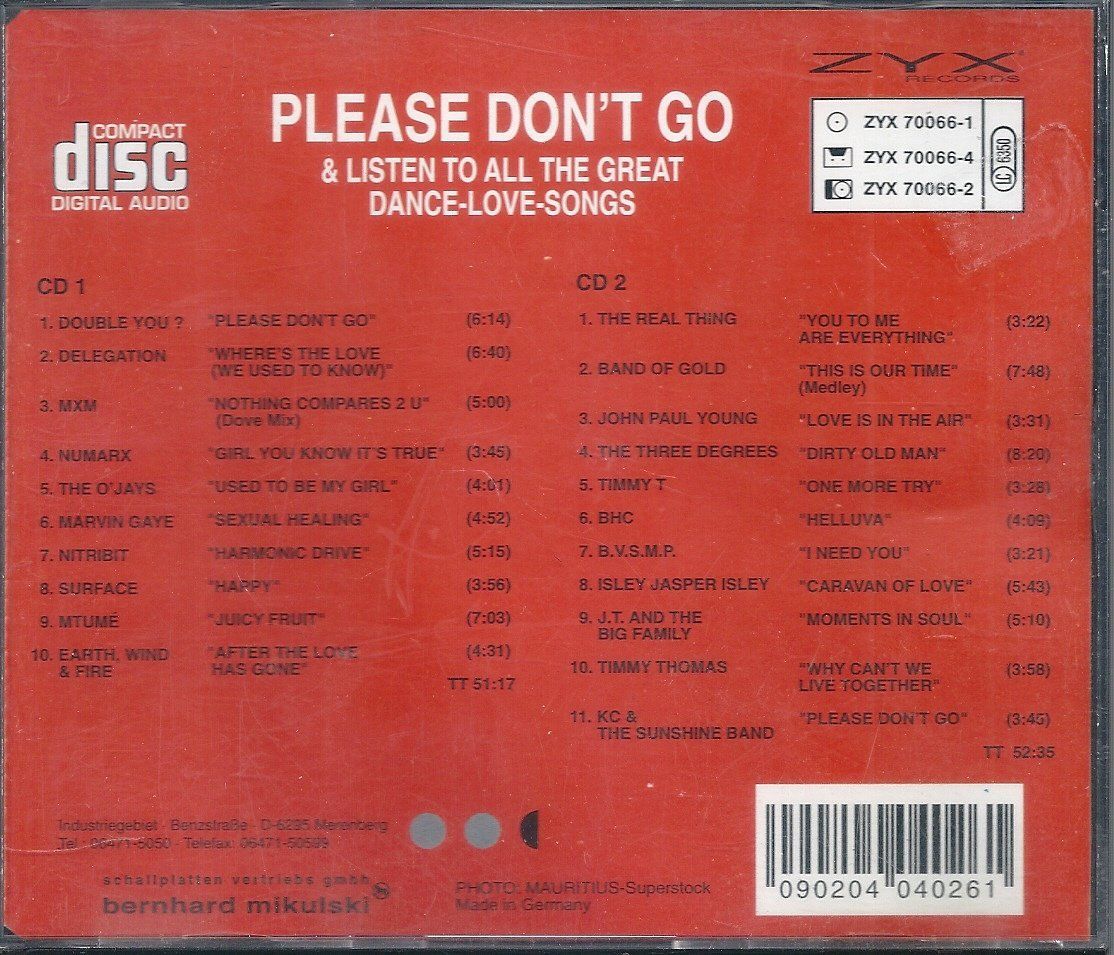 ZYX
RECORDS
COMPACT
disc
DIGITAL AUDIO
PLEASE DON'T GO
& LISTEN TO ALL THE GREAT
DANCE-LOVE-SONGS
ZYX 70066-1
ZYX 70066-4
ZYX 70066-2
LC 6350
CD 1
1. DOUBLE YOU ? "PLEASE DON'T GO" (6:14)
2. DELEGATION "WHERE'S THE LOVE (6:40)
(WE USED TO KNOW)"
3. MXM "NOTHING COMPARES 2 U" (5:00)
(Dove Mix)
4. NUMARX "GIRL YOU KNOW IT'S TRUE" (3:45)
5. THE O'JAYS "USED TO BE MY GIRL" (4:01)
6. MARVIN GAYE "SEXUAL HEALING" (4:52)
7. NITRIBIT "HARMONIC DRIVE" (5:15)
8. SURFACE "HAPPY" (3:56)
9. MTUMÉ "JUICY FRUIT" (7:03)
10. EARTH, WIND "AFTER THE LOVE (4:31)
& FIRE HAS GONE"
TT 51:17
CD 2
1. THE REAL THING "YOU TO ME (3:22)
ARE EVERYTHING"
2. BAND OF GOLD "THIS IS OUR TIME" (7:48)
(Medley)
3. JOHN PAUL YOUNG "LOVE IS IN THE AIR" (3:31)
4. THE THREE DEGREES "DIRTY OLD MAN" (8:20)
5. TIMMY T "ONE MORE TRY" (3:28)
6. BHC "HELLUVA" (4:09)
7. B.V.S.M.P. "I NEED YOU" (3:21)
8. ISLEY JASPER ISLEY "CARAVAN OF LOVE" (5:43)
9. J.T. AND THE "MOMENTS IN SOUL" (5:10)
BIG FAMILY
10. TIMMY THOMAS "WHY CAN'T WE (3:58)
LIVE TOGETHER"
11. KC & "PLEASE DON'T GO" (3:45)
THE SUNSHINE BAND
TT 52:35
Industriegebiet · Benzstraße · D-6295 Merenberg
Tel.: 06471-5050 · Telefax: 06471-50599
schallplatten vertriebs gmbh
bernhard mikulski
PHOTO: MAURITIUS-Superstock
Made in Germany
090204 040261